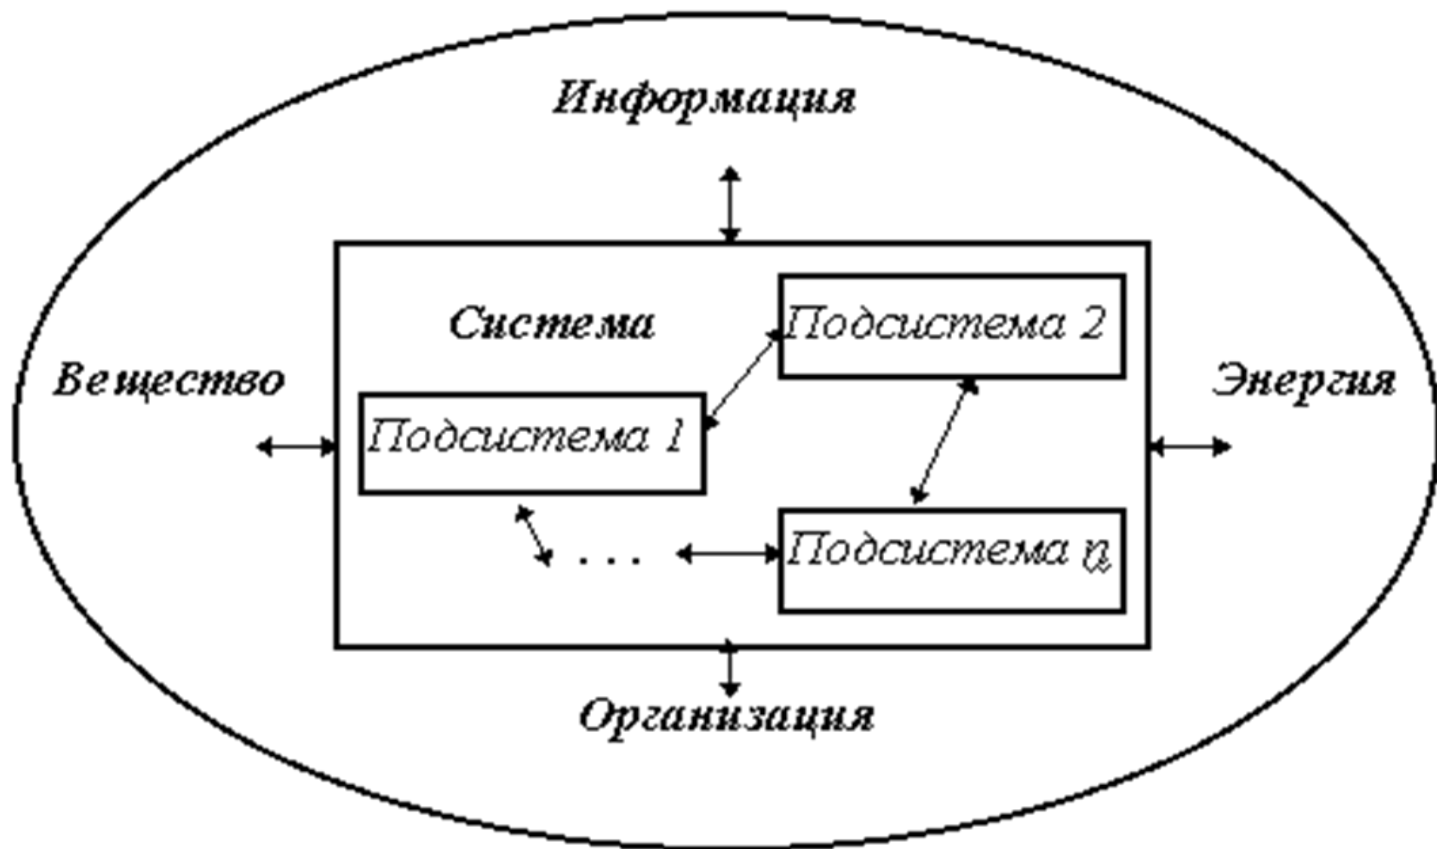 Информация
Система
Подсистема 2
Вещество
Энергия
Подсистема 1
. . .
Подсистема n
Организация